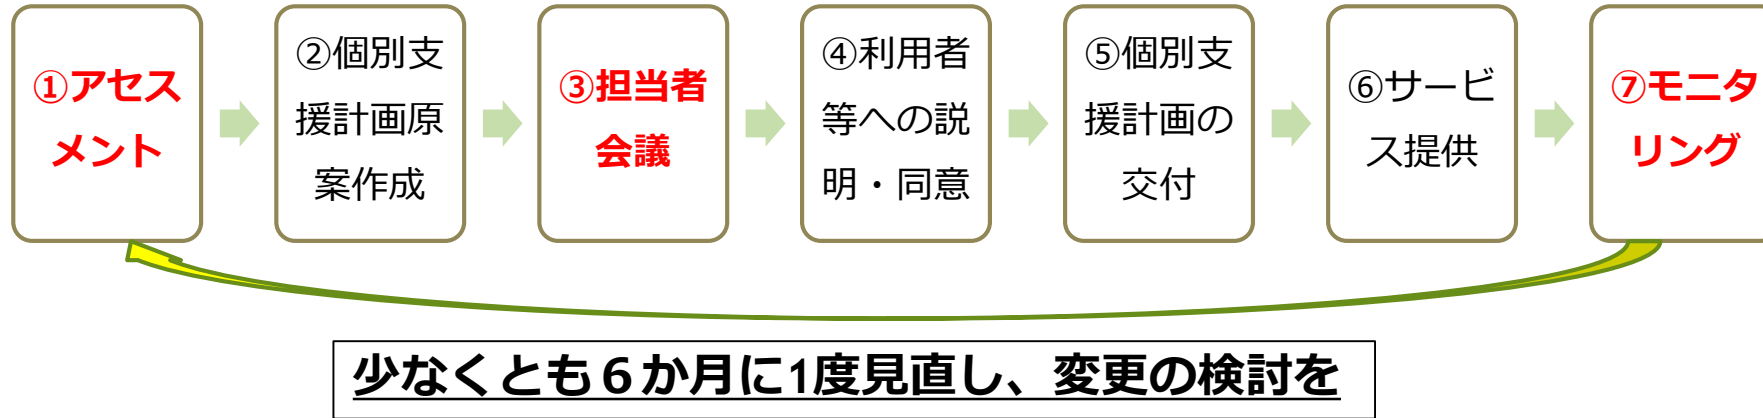 ①アセス
メント
②個別支
援計画原
案作成
③担当者
会議
④利用者
等への説
明・同意
⑤個別支
援計画の
交付
⑥サービ
ス提供
⑦モニタ
リング
少なくとも６か月に1度見直し、変更の検討を